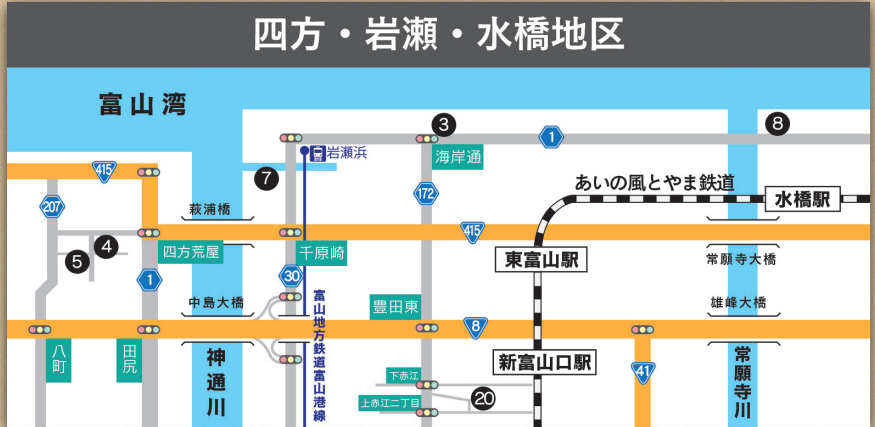 四方・岩瀬・水橋地区
富山湾
3
8
1
岩瀬浜
海岸通
415
7
172
あいの風とやま鉄道
水橋駅
207
萩浦橋
415
4
四方荒屋
千原崎
東富山駅
常願寺大橋
5
1
30
中島大橋
富山地方鉄道富山港線
豊田東
雄峰大橋
8
八町
田尻
神通川
新富山口駅
41
常願寺川
下赤江
上赤江二丁目
20